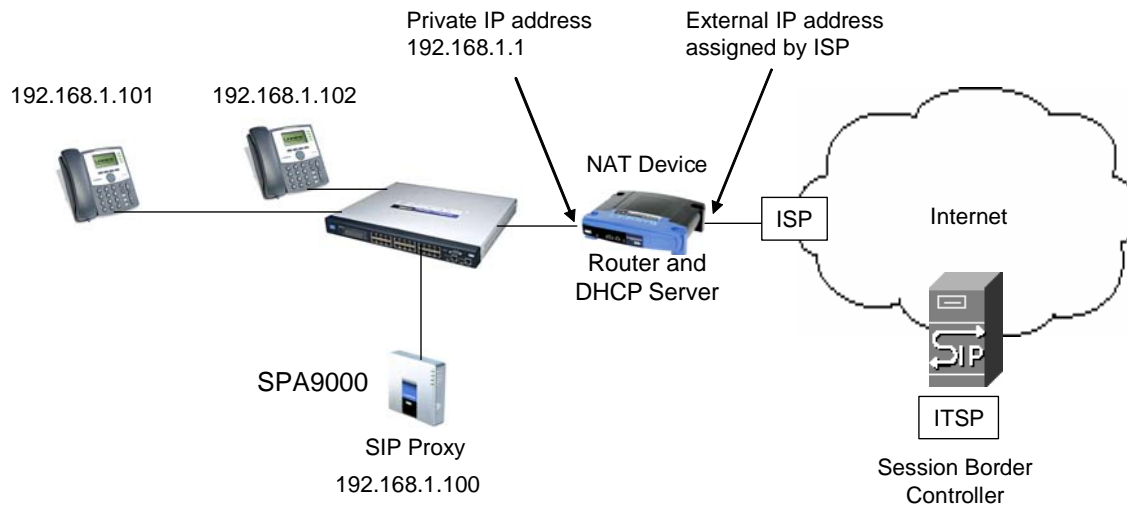 Private IP address
192.168.1.1
External IP address
assigned by ISP
192.168.1.101
192.168.1.102
NAT Device
ISP
Internet
Router and
DHCP Server
SIP
SPA9000
ITSP
SIP Proxy
192.168.1.100
Session Border
Controller